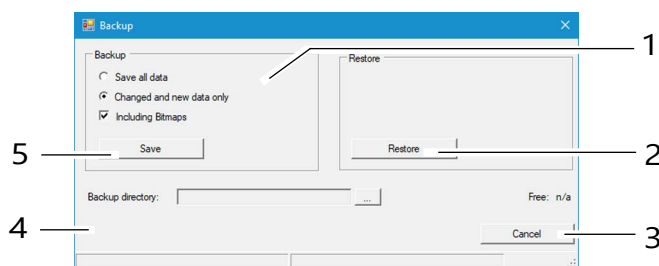 Backup
Backup
Save all data
Changed and new data only
Including Bitmaps
Save
Restore
Restore
Backup directory:
...
Free: n/a
Cancel
1
2
3
4
5